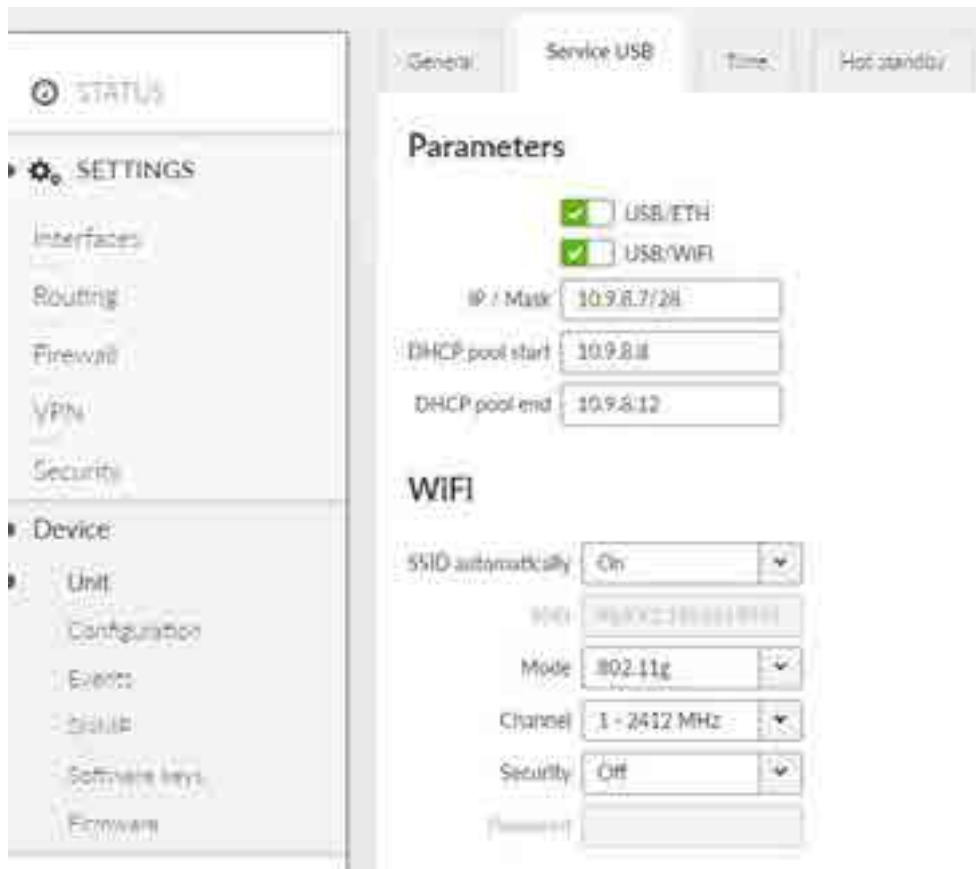 General
Service USB
Time
Hot standby
STATUS
SETTINGS
Interfaces
Routing
Firewall
VPN
Security
Device
Unit
Configuration
Events
Software keys
Firmware
Parameters
USB/ETH
USB/WiFi
IP / Mask 10.9.8.7/28
DHCP pool start 10.9.8.8
DHCP pool end 10.9.8.12
WiFi
SSID automatically On
SSID
Mode 802.11g
Channel 1 - 2412 MHz
Security Off
Password